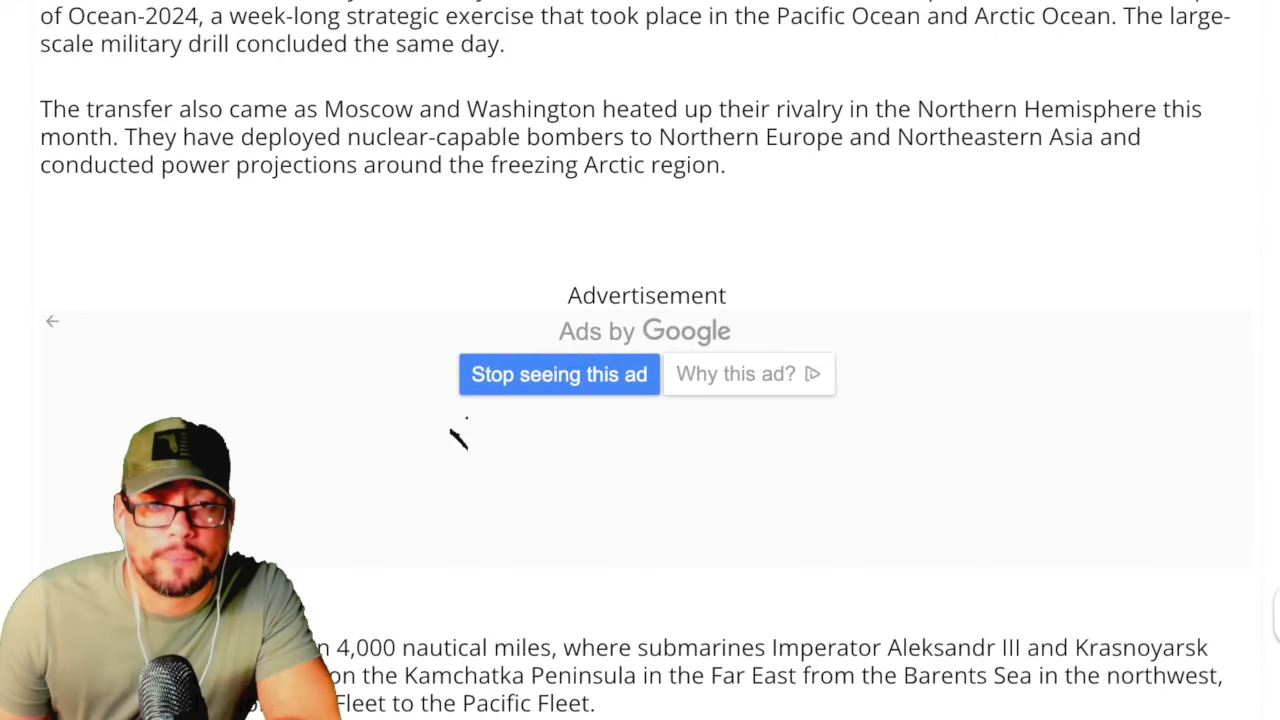 of Ocean-2024, a week-long strategic exercise that took place in the Pacific Ocean and Arctic Ocean. The large-
scale military drill concluded the same day.
The transfer also came as Moscow and Washington heated up their rivalry in the Northern Hemisphere this
month. They have deployed nuclear-capable bombers to Northern Europe and Northeastern Asia and
conducted power projections around the freezing Arctic region.
Advertisement
Ads by Google
Stop seeing this ad
Why this ad?
4,000 nautical miles, where submarines Imperator Aleksandr III and Krasnoyarsk
on the Kamchatka Peninsula in the Far East from the Barents Sea in the northwest,
Fleet to the Pacific Fleet.